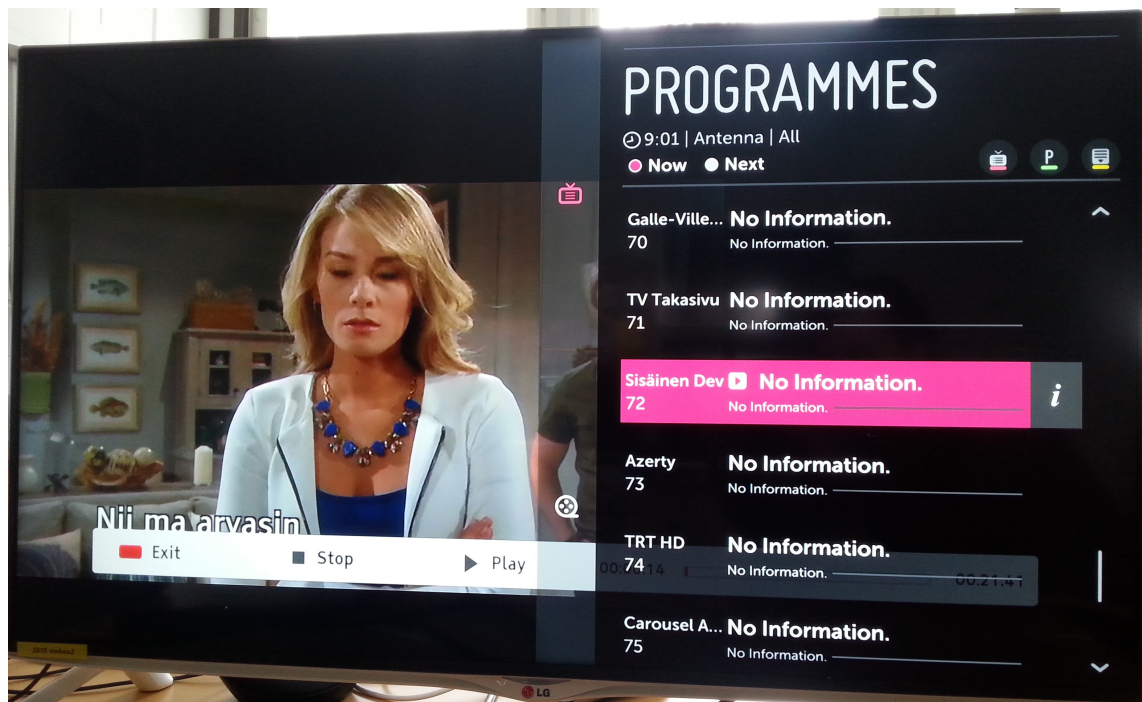 PROGRAMMES
9:01 | Antenna | All
Now Next
P
Galle-Ville... No Information.
70 No Information.
TV Takasivu No Information.
71 No Information.
Sisäinen Dev No Information.
72 No Information.
i
Azerty No Information.
73 No Information.
TRT HD No Information.
74 No Information.
Carousel A... No Information.
75 No Information.
Nii ma arvasin
Exit Stop Play
00:21:41
LG